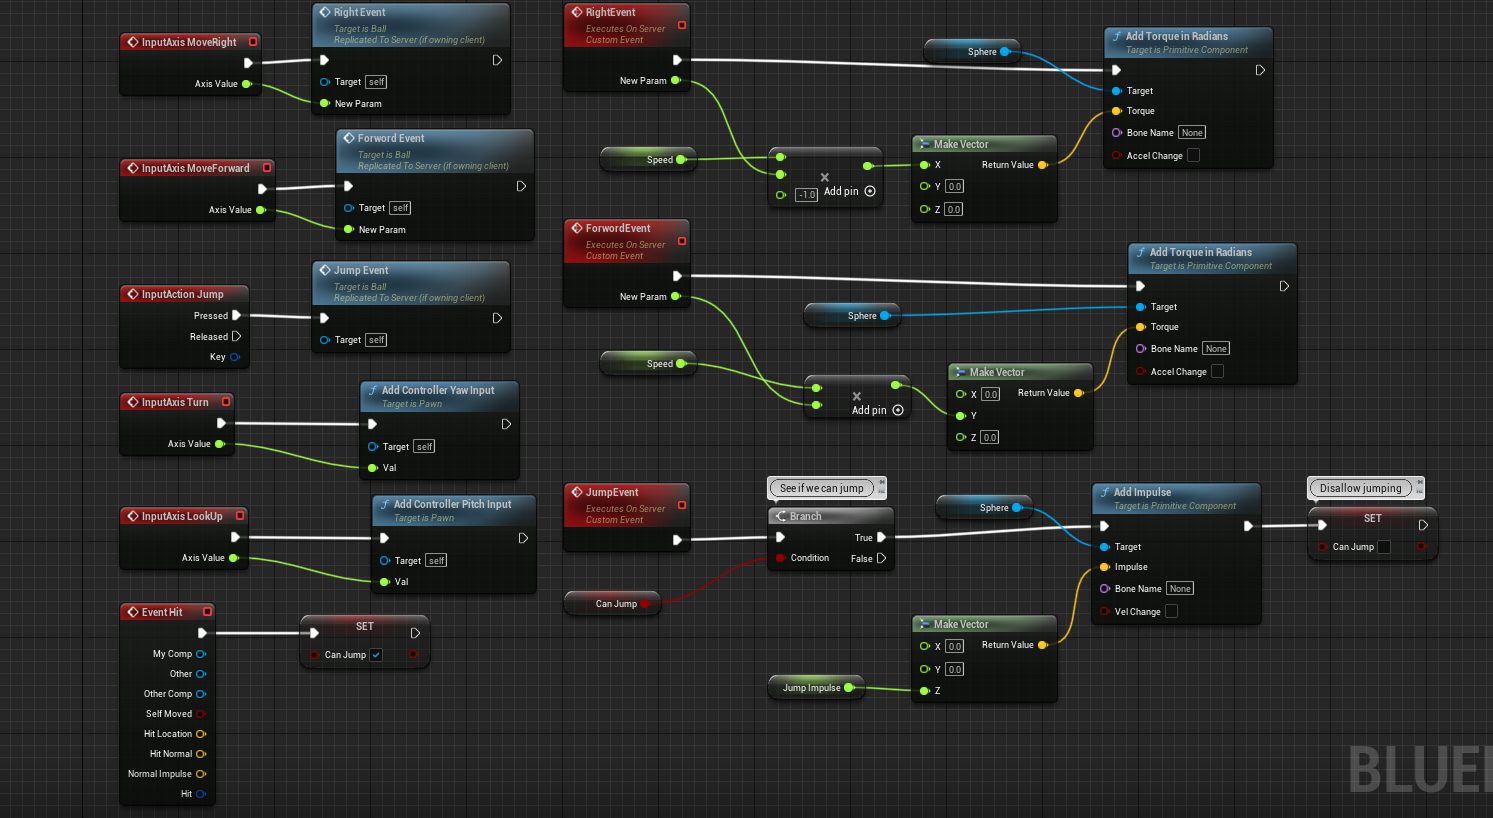 InputAxis MoveRight
Axis Value
Right Event
Target is Ball
Replicated To Server (if owning client)
Target self
New Param
InputAxis MoveForward
Axis Value
Forword Event
Target is Ball
Replicated To Server (if owning client)
Target self
New Param
InputAction Jump
Pressed
Released
Key
Jump Event
Target is Ball
Replicated To Server (if owning client)
Target self
InputAxis Turn
Axis Value
Add Controller Yaw Input
Target is Pawn
Target self
Val
InputAxis LookUp
Axis Value
Add Controller Pitch Input
Target is Pawn
Target self
Val
Event Hit
My Comp
Other
Other Comp
Self Moved
Hit Location
Hit Normal
Normal Impulse
Hit
SET
Can Jump
RightEvent
Executes On Server
Custom Event
New Param
Speed
-1.0
Add pin
Make Vector
X Return Value
Y 0.0
Z 0.0
Sphere
Add Torque in Radians
Target is Primitive Component
Target
Torque
Bone Name None
Accel Change
ForwordEvent
Executes On Server
Custom Event
New Param
Sphere
Speed
Add pin
Make Vector
X 0.0 Return Value
Y
Z 0.0
Add Torque in Radians
Target is Primitive Component
Target
Torque
Bone Name None
Accel Change
JumpEvent
Executes On Server
Custom Event
Can Jump
See if we can jump
Branch
True
Condition False
Sphere
Jump Impulse
Make Vector
X 0.0 Return Value
Y 0.0
Z
Add Impulse
Target is Primitive Component
Target
Impulse
Bone Name None
Vel Change
Disallow jumping
SET
Can Jump